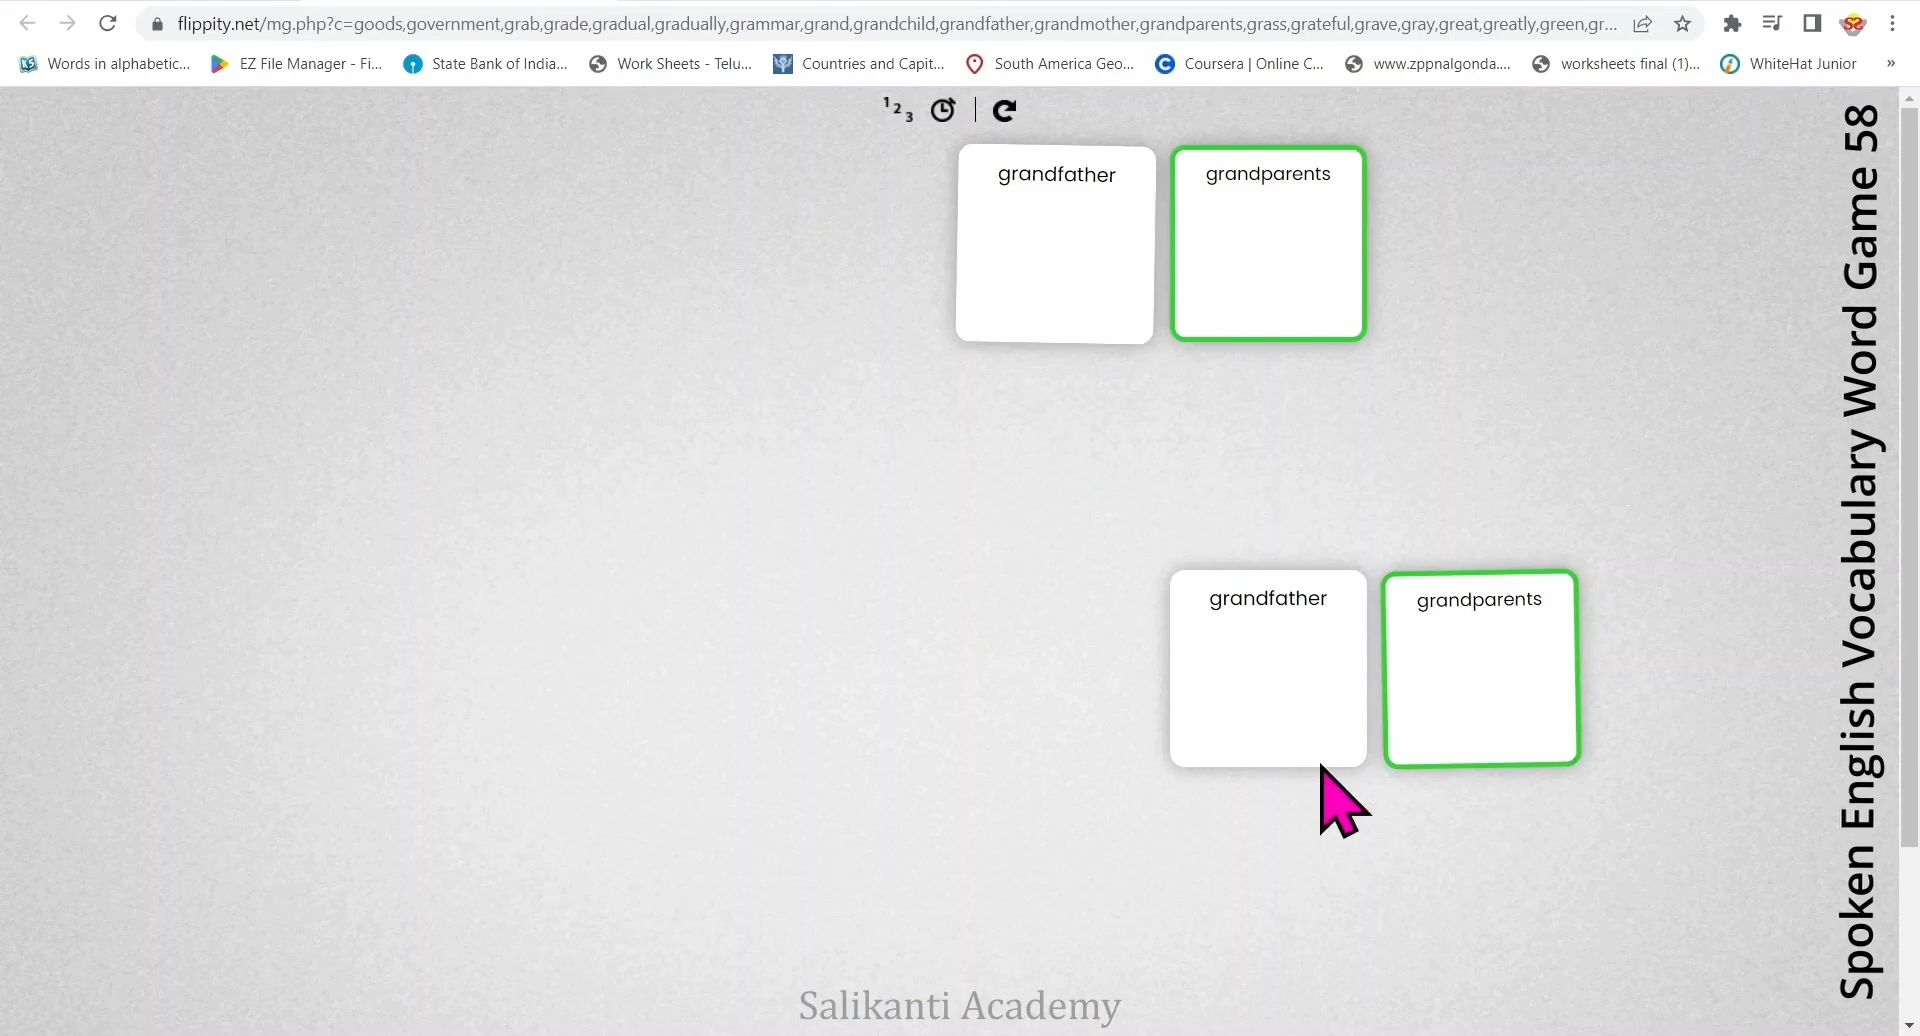 flippity.net/mg.php?c=goods,government,grab,grade,gradual,gradually,grammar,grand,grandchild,grandfather,grandmother,grandparents,grass,grateful,grave,gray,great,greatly,green,gr...
Words in alphabetic... EZ File Manager - Fi... State Bank of India... Work Sheets - Telu... Countries and Capit... South America Geo... Coursera | Online C... www.zppnalgonda.... worksheets final (1)... WhiteHat Junior »
1 2 3
grandfather grandparents
grandfather grandparents
Spoken English Vocabulary Word Game 58
Salikanti Academy